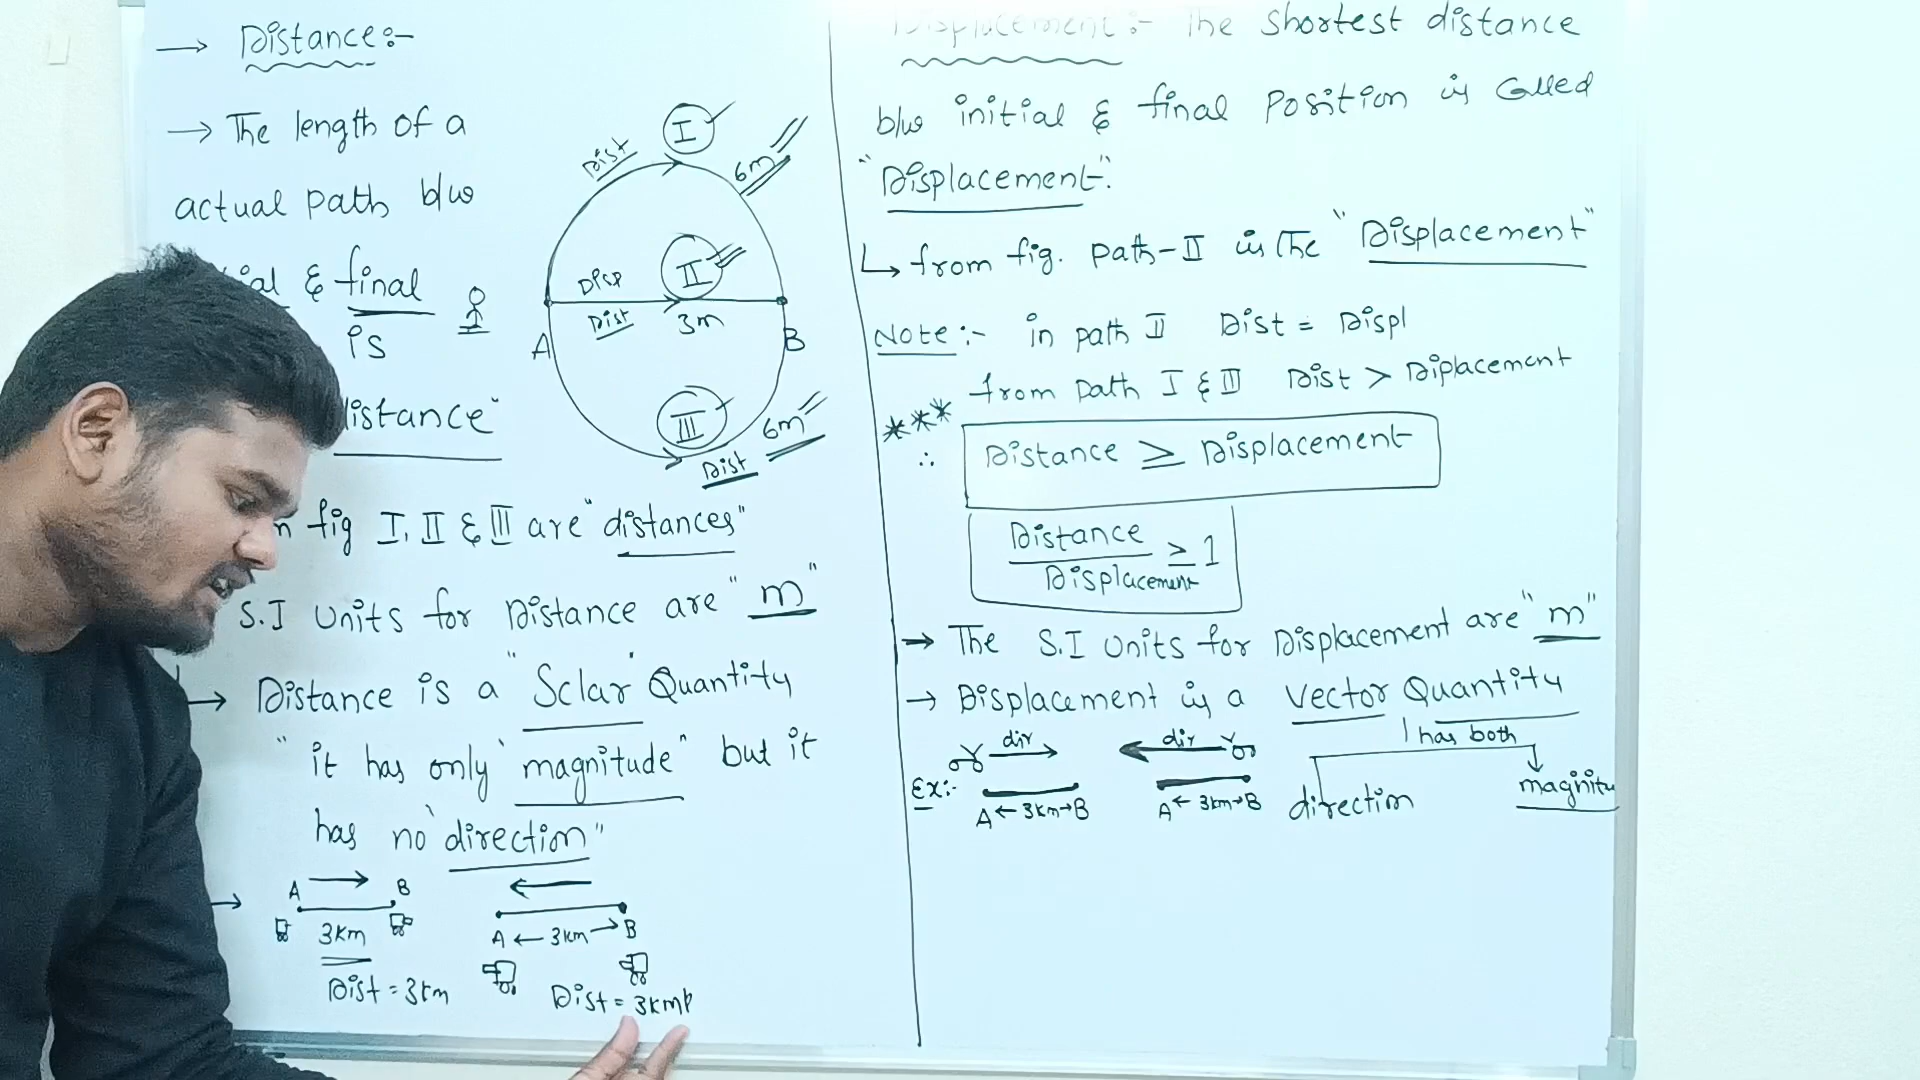 → Distance:-
→ The length of a
actual path b/w
& final
is
distance"
fig I, II & III are "distances"
S.I Units for Distance are "m"
→ Distance is a "Sclar" Quantity
"it has only "magnitude" but it
has no "direction"
→ A B
3km
Dist = 3km
A ← 3km → B
Dist = 3km
I
Dist
6m
II
Disp
Dist
3m
A
B
III
6m
Dist
Displacement:- The Shortest distance
b/w initial & final Position is Called
"Displacement".
↳ from fig. path-II is The "Displacement"
Note:- in path II Dist = Displ
from path I & III Dist > Diplacement
*** ∴ Distance ≥ Displacement
Distance
Displacement ≥ 1
→ The S.I Units for Displacement are "m"
→ Displacement is a Vector Quantity
has both
direction
magnitu
Ex:-
dir
A ← 3km → B
dir
A ← 3km → B